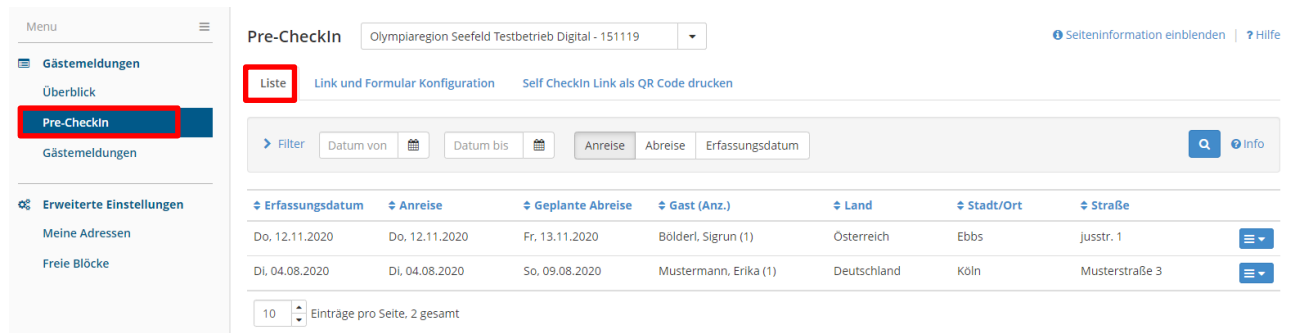 Menu
Gästemeldungen
Überblick
Pre-CheckIn
Gästemeldungen
Erweiterte Einstellungen
Meine Adressen
Freie Blöcke
Pre-CheckIn Olympiaregion Seefeld Testbetrieb Digital - 151119 Seiteninformation einblenden | ? Hilfe
Liste Link und Formular Konfiguration Self CheckIn Link als QR Code drucken
Filter Datum von Datum bis Anreise Abreise Erfassungsdatum Info
Erfassungsdatum Anreise Geplante Abreise Gast (Anz.) Land Stadt/Ort Straße
Do, 12.11.2020 Do, 12.11.2020 Fr, 13.11.2020 Bölderl, Sigrun (1) Österreich Ebbs jusstr. 1
Di, 04.08.2020 Di, 04.08.2020 So, 09.08.2020 Mustermann, Erika (1) Deutschland Köln Musterstraße 3
10 Einträge pro Seite, 2 gesamt